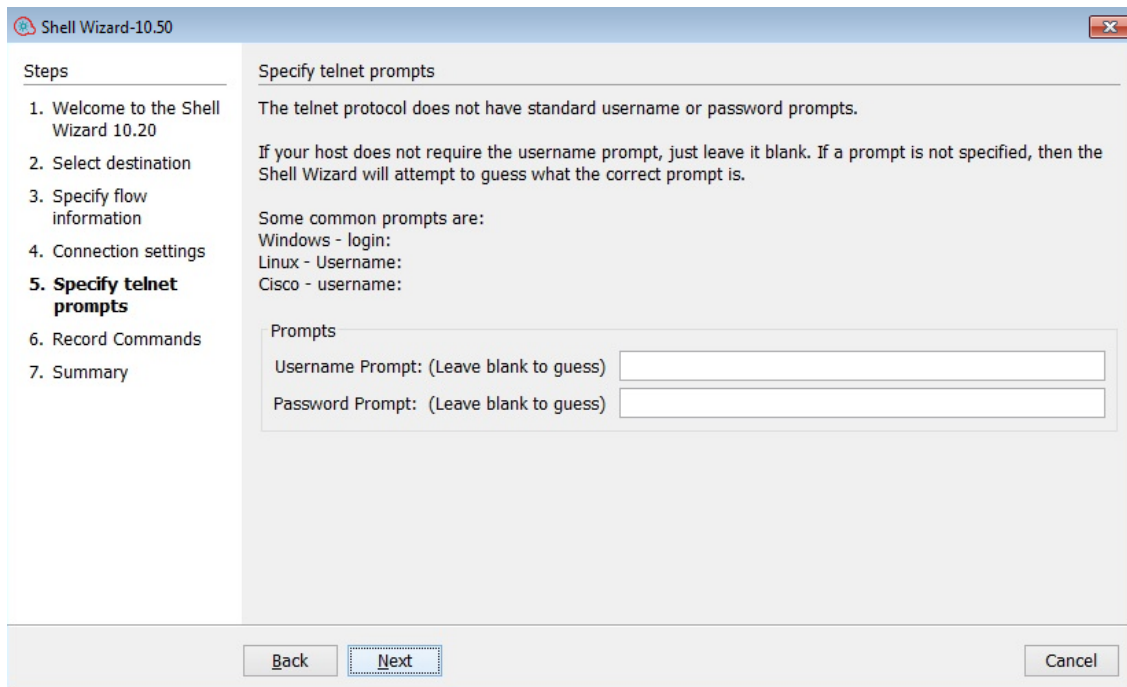 Shell Wizard-10.50
Steps
1. Welcome to the Shell
Wizard 10.20
2. Select destination
3. Specify flow
information
4. Connection settings
5. Specify telnet
prompts
6. Record Commands
7. Summary
Specify telnet prompts
The telnet protocol does not have standard username or password prompts.
If your host does not require the username prompt, just leave it blank. If a prompt is not specified, then the
Shell Wizard will attempt to guess what the correct prompt is.
Some common prompts are:
Windows - login:
Linux - Username:
Cisco - username:
Prompts
Username Prompt: (Leave blank to guess)
Password Prompt: (Leave blank to guess)
Back
Next
Cancel